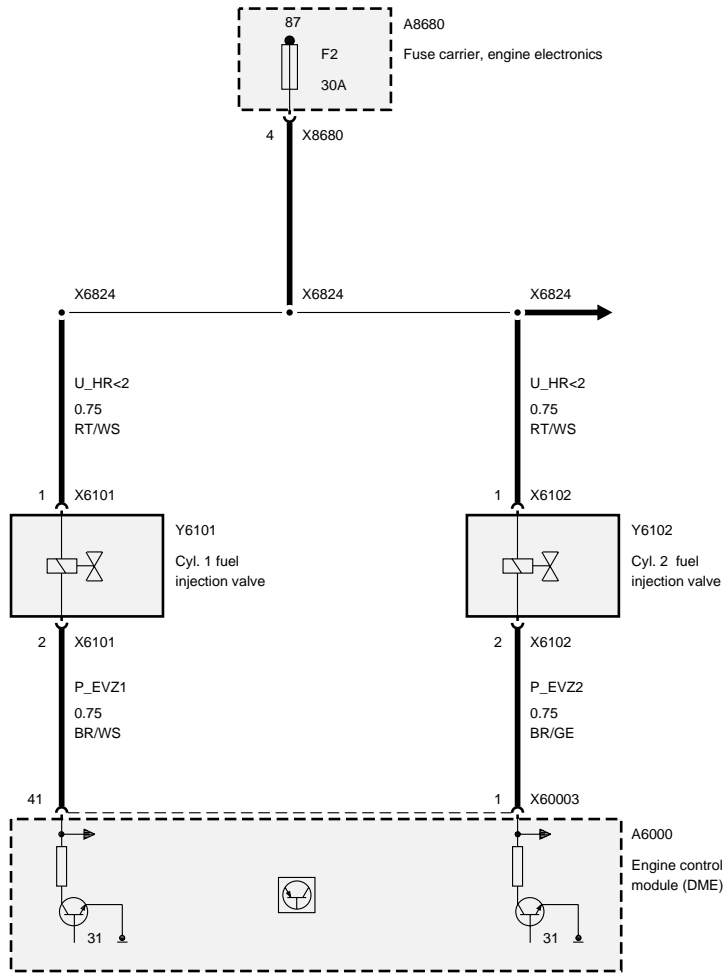 87
A8680
F2
Fuse carrier, engine electronics
30A
4 X8680
X6824 X6824 X6824
U_HR<2 U_HR<2
0.75 0.75
RT/WS RT/WS
1 X6101 1 X6102
Y6101 Y6102
Cyl. 1 fuel Cyl. 2 fuel
injection valve injection valve
2 X6101 2 X6102
P_EVZ1 P_EVZ2
0.75 0.75
BR/WS BR/GE
41 1 X60003
A6000
Engine control
module (DME)
31 31